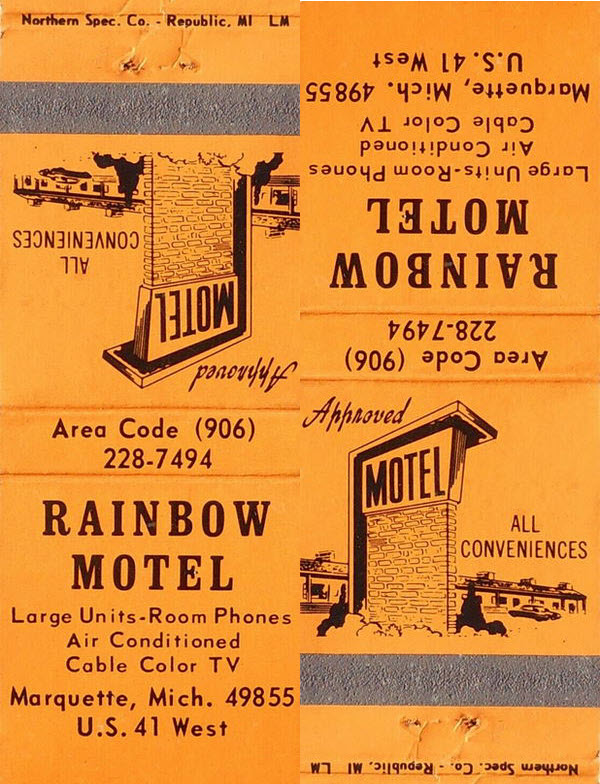 Northern Spec. Co. - Republic, MI LM
ALL
CONVENIENCES
MOTEL
Approved
Area Code (906)
228-7494
RAINBOW
MOTEL
Large Units-Room Phones
Air Conditioned
Cable Color TV
Marquette, Mich. 49855
U.S. 41 West
U.S. 41 West
Marquette, Mich. 49855
Cable Color TV
Air Conditioned
Large Units-Room Phones
MOTEL
RAINBOW
228-7494
Area Code (906)
Approved
MOTEL
ALL
CONVENIENCES
Northern Spec. Co. - Republic, MI LM